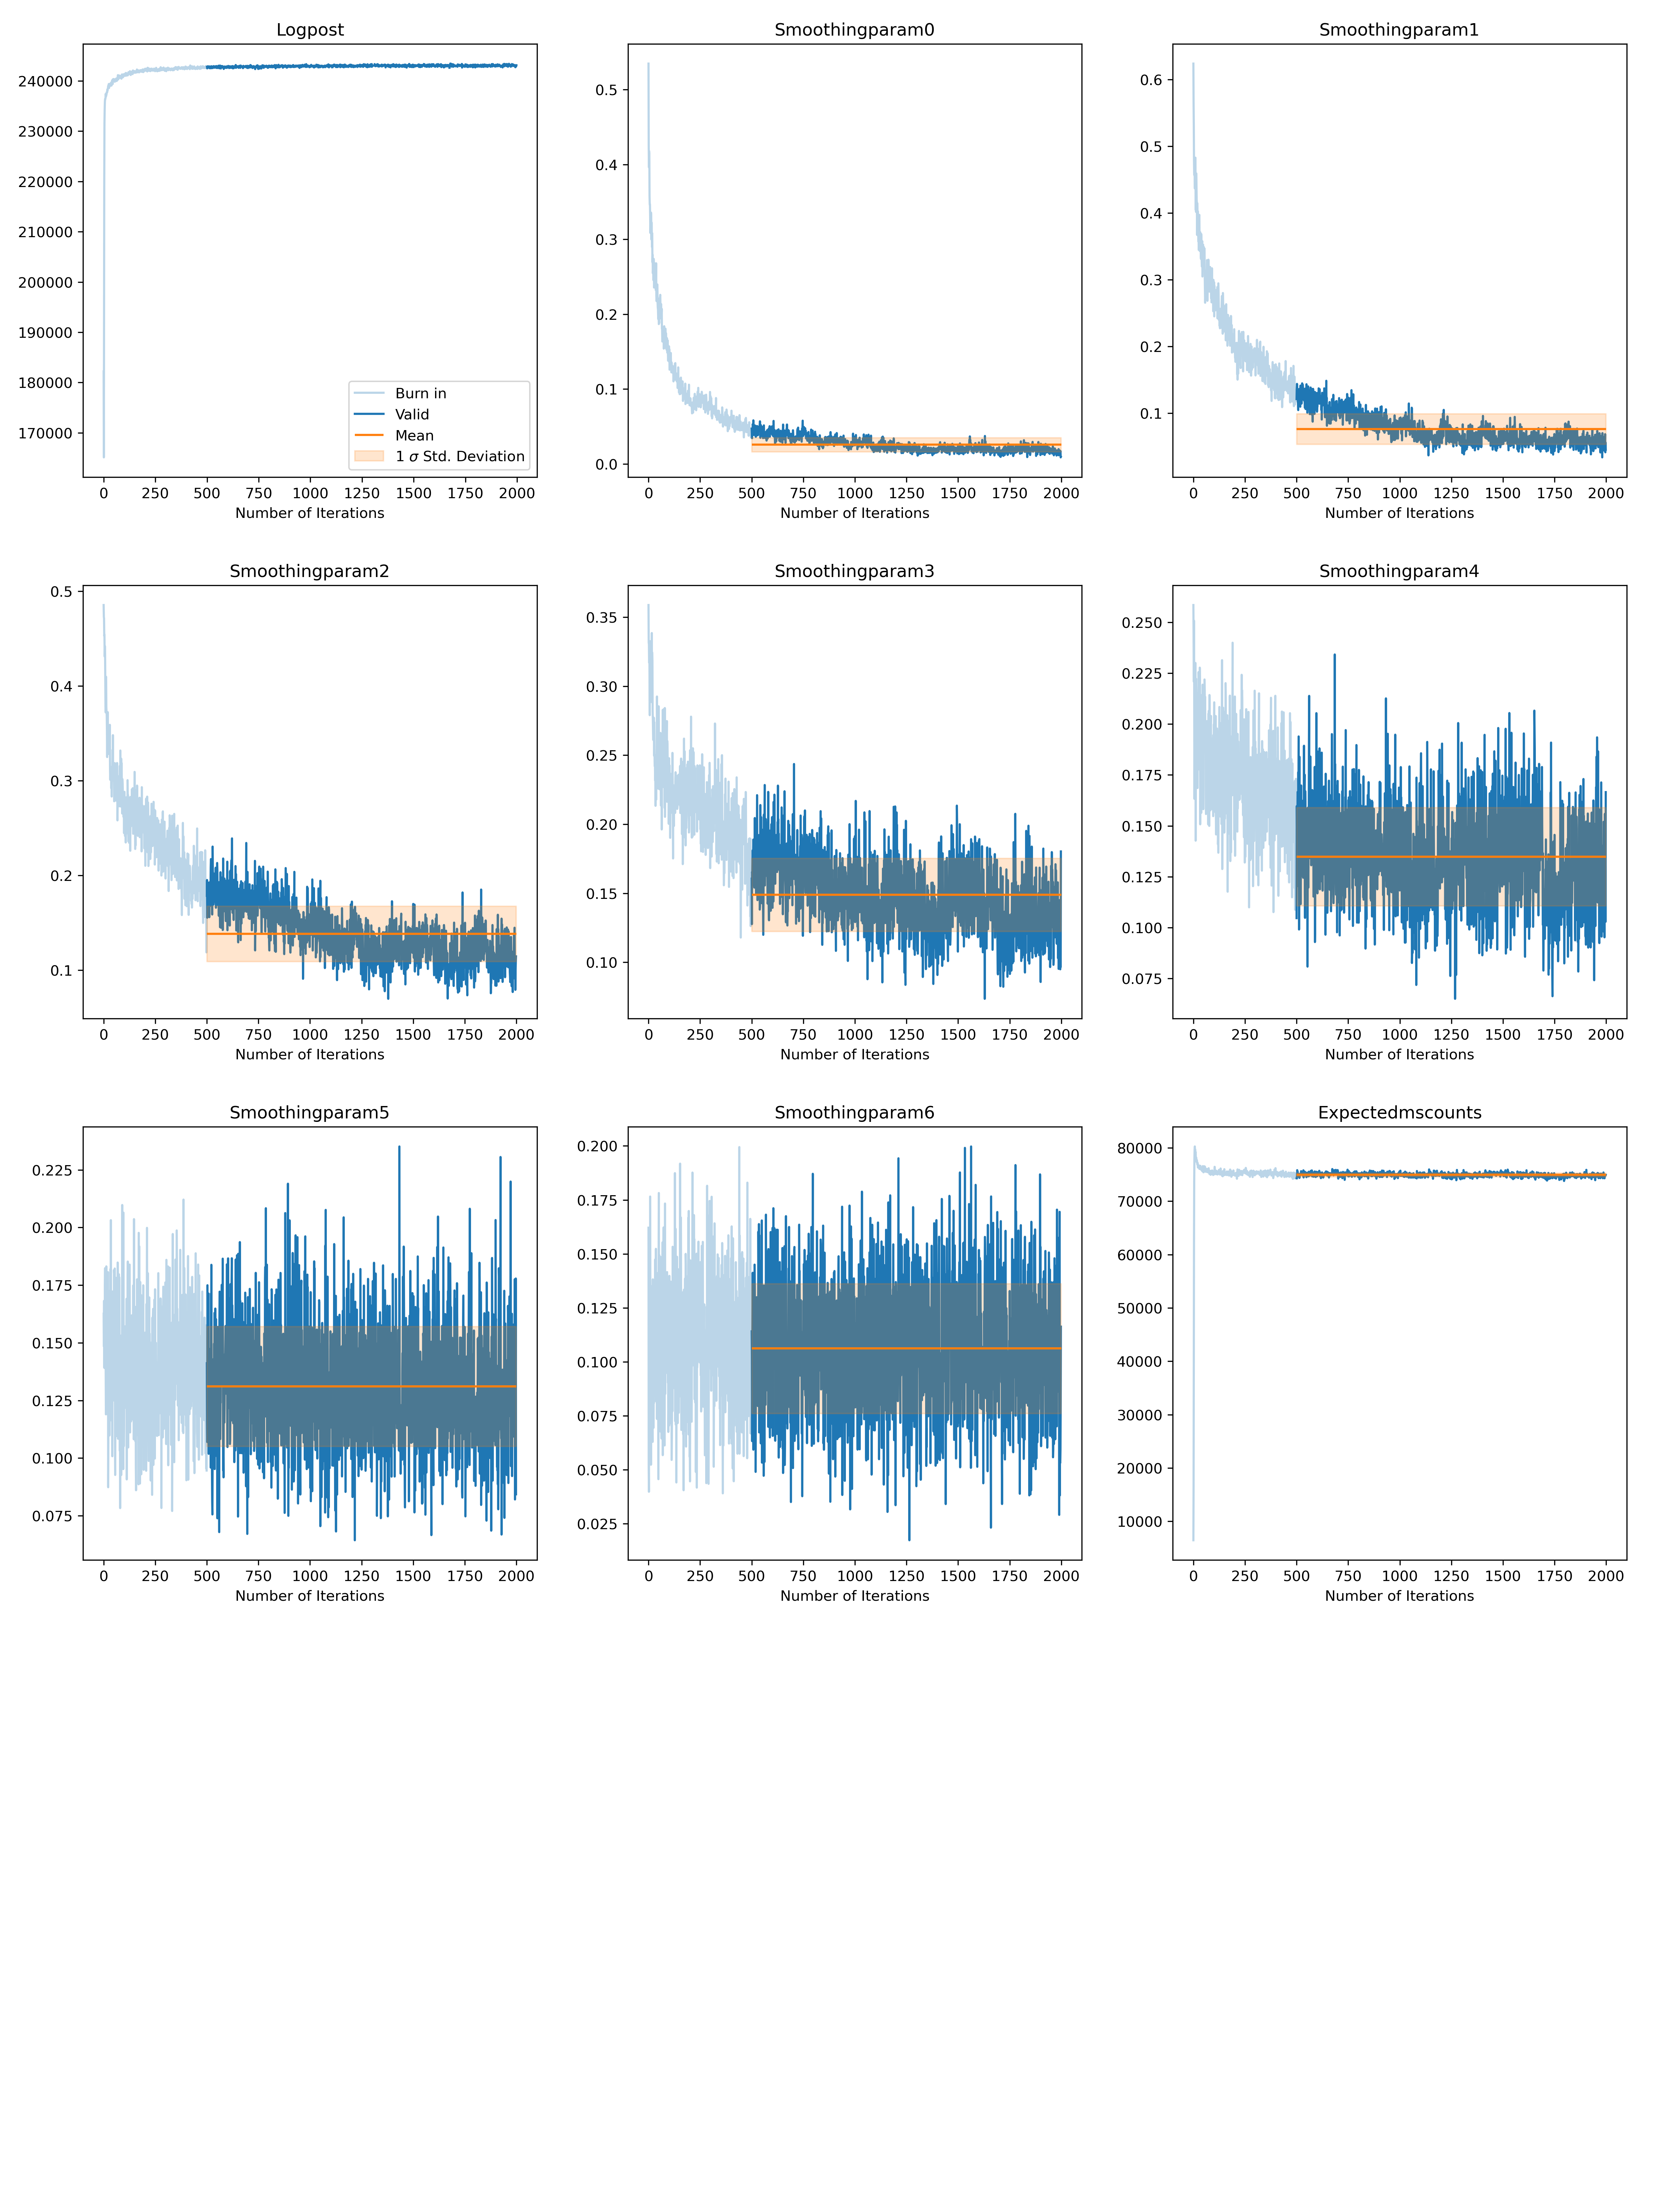 Logpost
240000
230000
220000
210000
200000
190000
180000
170000
Burn in
Valid
Mean
1 σ Std. Deviation
0 250 500 750 1000 1250 1500 1750 2000
Number of Iterations
Smoothingparam0
0.5
0.4
0.3
0.2
0.1
0.0
0 250 500 750 1000 1250 1500 1750 2000
Number of Iterations
Smoothingparam1
0.6
0.5
0.4
0.3
0.2
0.1
0 250 500 750 1000 1250 1500 1750 2000
Number of Iterations
Smoothingparam2
0.5
0.4
0.3
0.2
0.1
0 250 500 750 1000 1250 1500 1750 2000
Number of Iterations
Smoothingparam3
0.35
0.30
0.25
0.20
0.15
0.10
0 250 500 750 1000 1250 1500 1750 2000
Number of Iterations
Smoothingparam4
0.250
0.225
0.200
0.175
0.150
0.125
0.100
0.075
0 250 500 750 1000 1250 1500 1750 2000
Number of Iterations
Smoothingparam5
0.225
0.200
0.175
0.150
0.125
0.100
0.075
0 250 500 750 1000 1250 1500 1750 2000
Number of Iterations
Smoothingparam6
0.200
0.175
0.150
0.125
0.100
0.075
0.050
0.025
0 250 500 750 1000 1250 1500 1750 2000
Number of Iterations
Expectedmscounts
80000
70000
60000
50000
40000
30000
20000
10000
0 250 500 750 1000 1250 1500 1750 2000
Number of Iterations